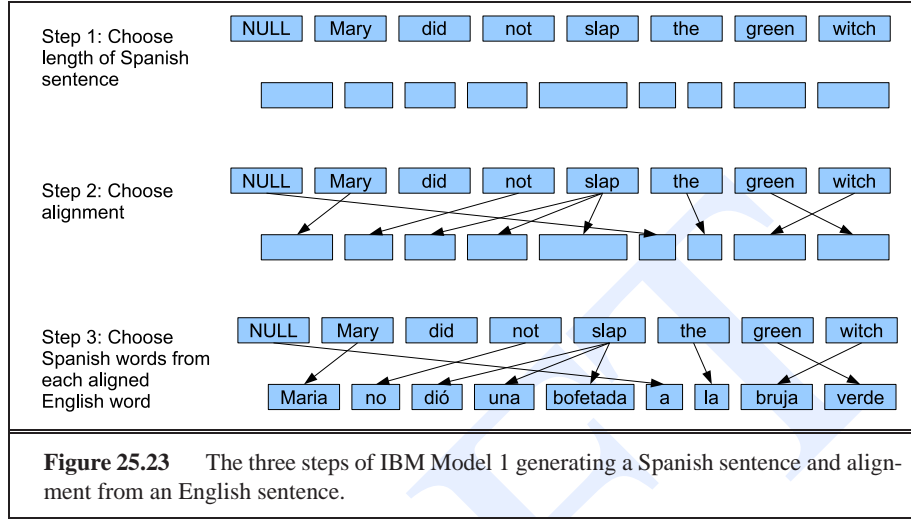 Step 1: Choose
length of Spanish
sentence
NULL Mary did not slap the green witch
Step 2: Choose
alignment
NULL Mary did not slap the green witch
Step 3: Choose
Spanish words from
each aligned
English word
NULL Mary did not slap the green witch
Maria no dió una bofetada a la bruja verde
Figure 25.23 The three steps of IBM Model 1 generating a Spanish sentence and align-
ment from an English sentence.